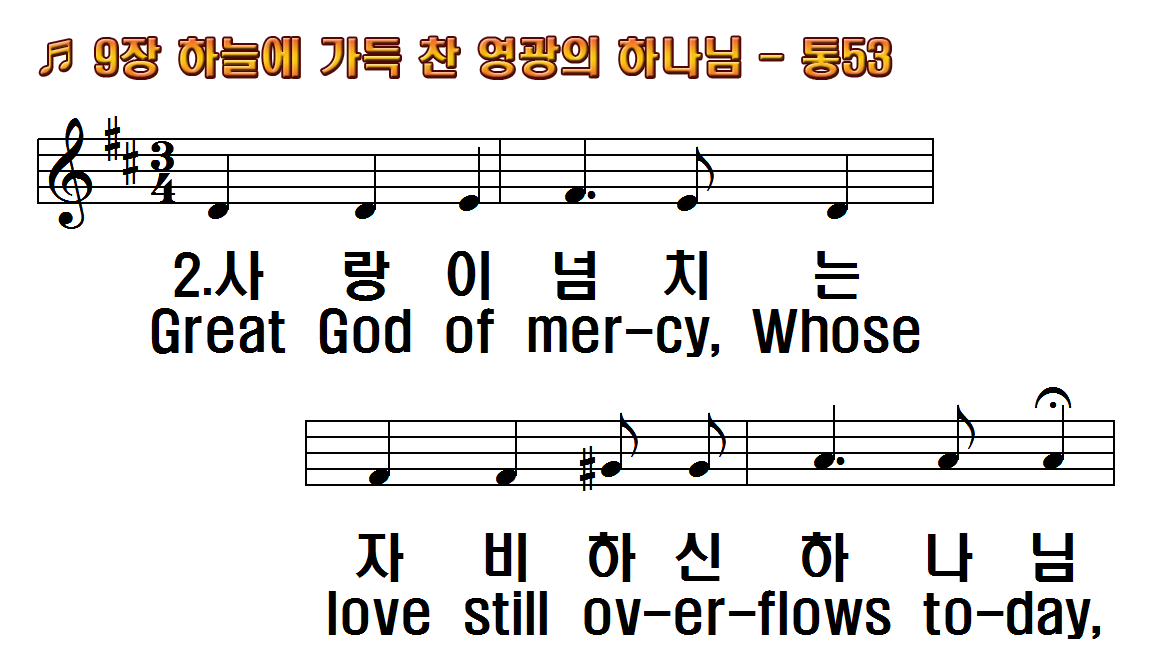 ♬ 9장 하늘에 가득 찬 영광의 하나님 - 통53
3
4
2.사 랑 이 넘 치 는
Great God of mer-cy, Whose
자 비 하 신 하 나 님
love still ov-er-flows to-day,